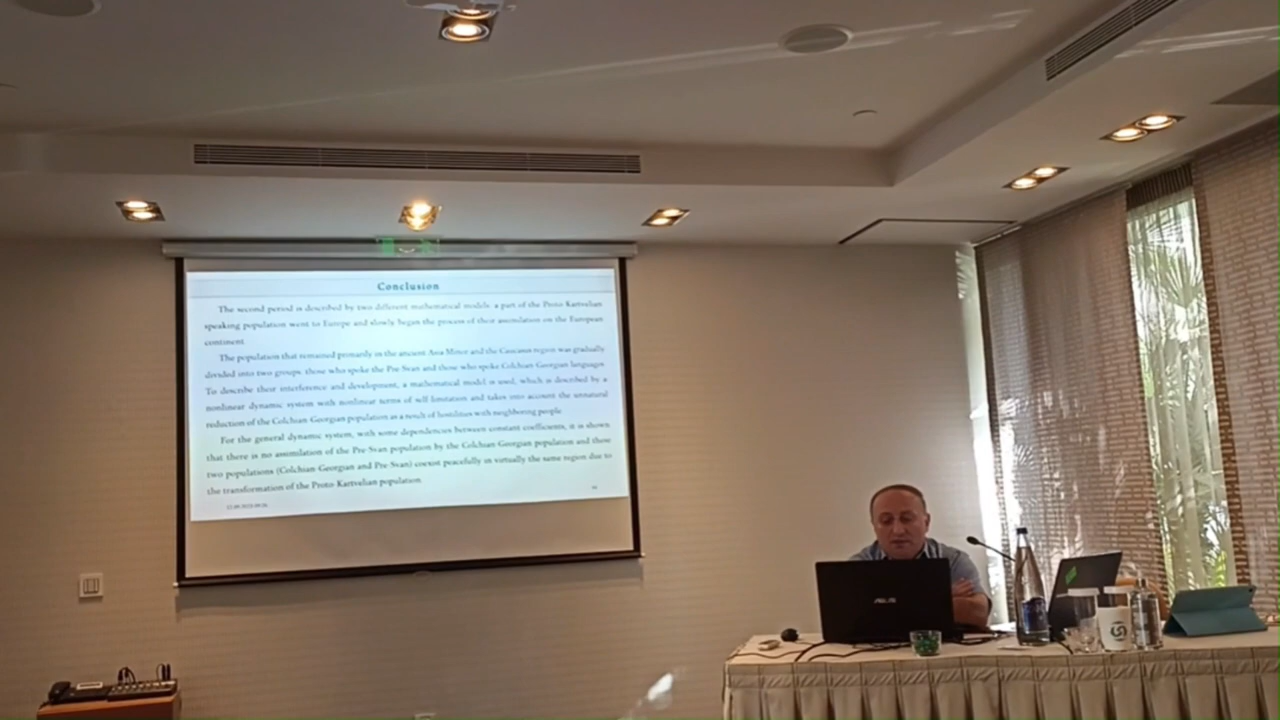 Conclusion
The second period is described by two different mathematical models: a part of the Proto Kartvelian
speaking population went to Europe and slowly began the process of their assimilation on the European
continent.
The population that remained primarily in the ancient Asia Minor and the Caucasus region was gradually
divided into two groups: those who spoke the Pre-Svan and those who spoke Colchian-Georgian languages.
To describe their interference and development, a mathematical model is used, which is described by a
nonlinear dynamic system with nonlinear terms of self-limitation and takes into account the unnatural
reduction of the Colchian-Georgian population as a result of hostilities with neighboring people.
For the general dynamic system, with some dependencies between constant coefficients, it is shown
that there is no assimilation of the Pre-Svan population by the Colchian-Georgian population and these
two populations (Colchian-Georgian and Pre-Svan) coexist peacefully in virtually the same region due to
the transformation of the Proto-Kartvelian population.
ASUS